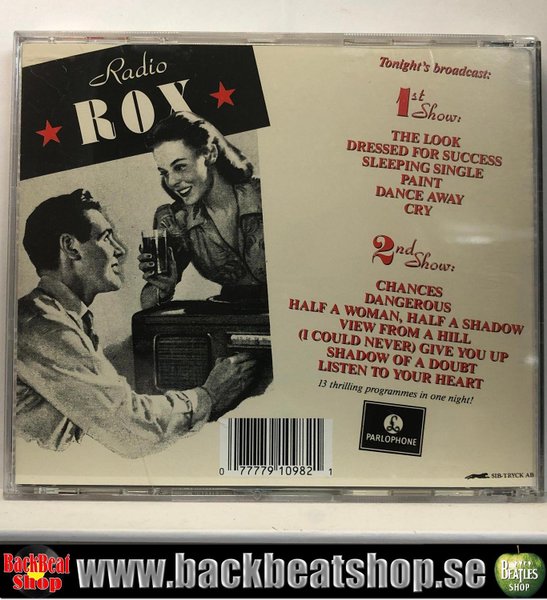 Radio
ROX
Tonight's broadcast:
1st Show:
THE LOOK
DRESSED FOR SUCCESS
SLEEPING SINGLE
PAINT
DANCE AWAY
CRY
2nd Show:
CHANCES
DANGEROUS
HALF A WOMAN, HALF A SHADOW
VIEW FROM A HILL
(I COULD NEVER) GIVE YOU UP
SHADOW OF A DOUBT
LISTEN TO YOUR HEART
13 thrilling programmes in one night!
£
PARLOPHONE
0 77779 10982 1
SIB-TRYCK AB
BackBeat
Shop
www.backbeatshop.se
BEATLES
SHOP